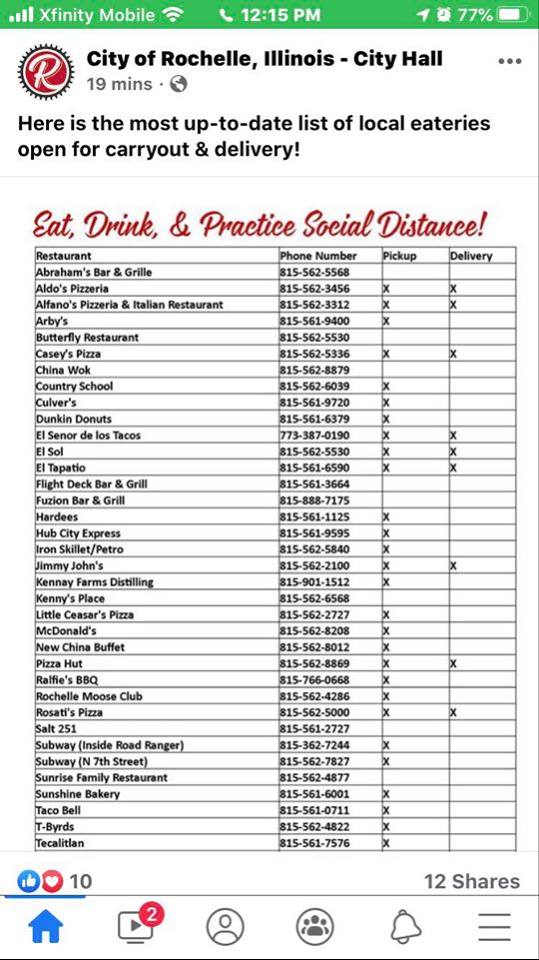 Xfinity Mobile 12:15 PM 77%
R
City of Rochelle, Illinois - City Hall
19 mins ·
Here is the most up-to-date list of local eateries
open for carryout & delivery!
Eat, Drink, & Practice Social Distance!
Restaurant Phone Number Pickup Delivery
Abraham's Bar & Grille 815-562-5568
Aldo's Pizzeria 815-562-3456 X X
Alfano's Pizzeria & Italian Restaurant 815-562-3312 X X
Arby's 815-561-9400 X
Butterfly Restaurant 815-562-5530
Casey's Pizza 815-562-5336 X X
China Wok 815-562-8879
Country School 815-562-6039 X
Culver's 815-561-9720 X
Dunkin Donuts 815-561-6379 X
El Senor de los Tacos 773-387-0190 X X
El Sol 815-562-5530 X X
El Tapatio 815-561-6590 X X
Flight Deck Bar & Grill 815-561-3664
Fuzion Bar & Grill 815-888-7175
Hardees 815-561-1125 X
Hub City Express 815-561-9595 X
Iron Skillet/Petro 815-562-5840 X
Jimmy John's 815-562-2100 X X
Kennay Farms Distilling 815-901-1512 X
Kenny's Place 815-562-6568
Little Ceasar's Pizza 815-562-2727 X
McDonald's 815-562-8208 X
New China Buffet 815-562-8012 X
Pizza Hut 815-562-8869 X X
Ralfie's BBQ 815-766-0668 X
Rochelle Moose Club 815-562-4286 X
Rosati's Pizza 815-562-5000 X X
Salt 251 815-561-2727
Subway (Inside Road Ranger) 815-362-7244 X
Subway (N 7th Street) 815-562-7827 X
Sunrise Family Restaurant 815-562-4877
Sunshine Bakery 815-561-6001 X
Taco Bell 815-561-0711 X
T-Byrds 815-562-4822 X
Tecalitlan 815-561-7576 X
10 12 Shares
2